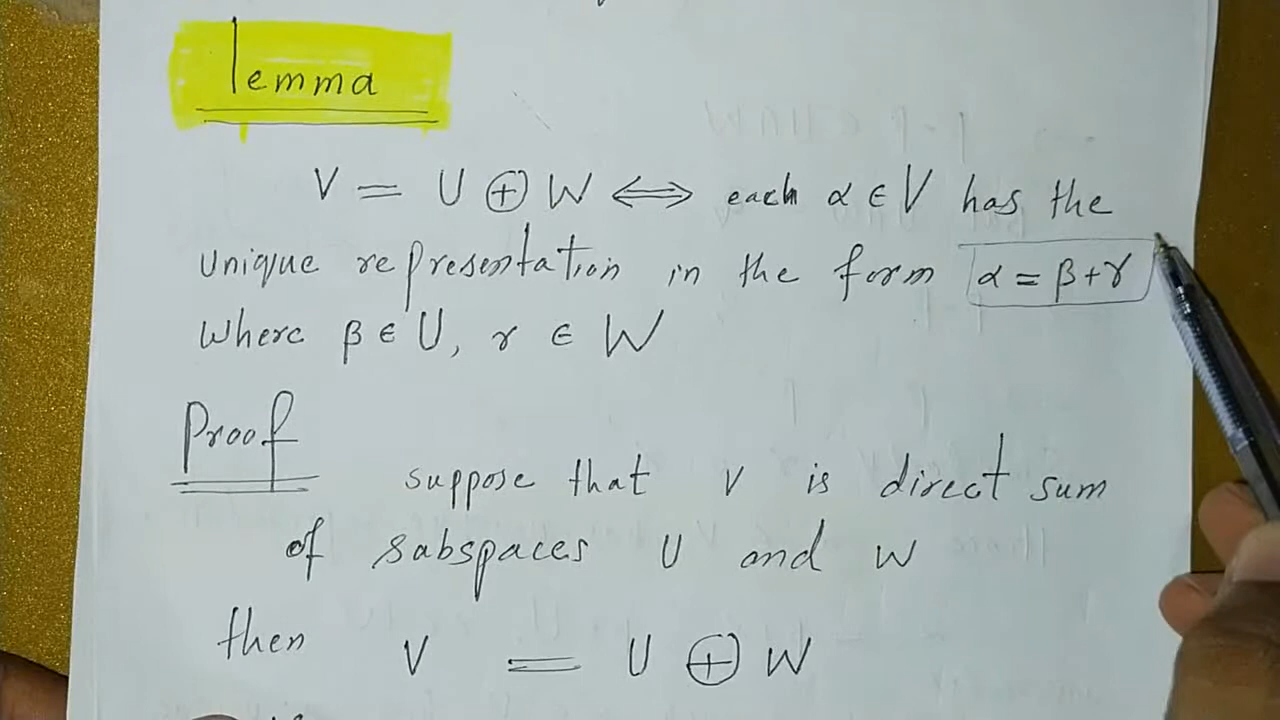 lemma
V = U ⊕ W ⟺ each α ∈ V has the
unique representation in the form α = β + γ
Where β ∈ U, γ ∈ W
Proof
suppose that V is direct sum
of sabspaces U and W
then V = U ⊕ W